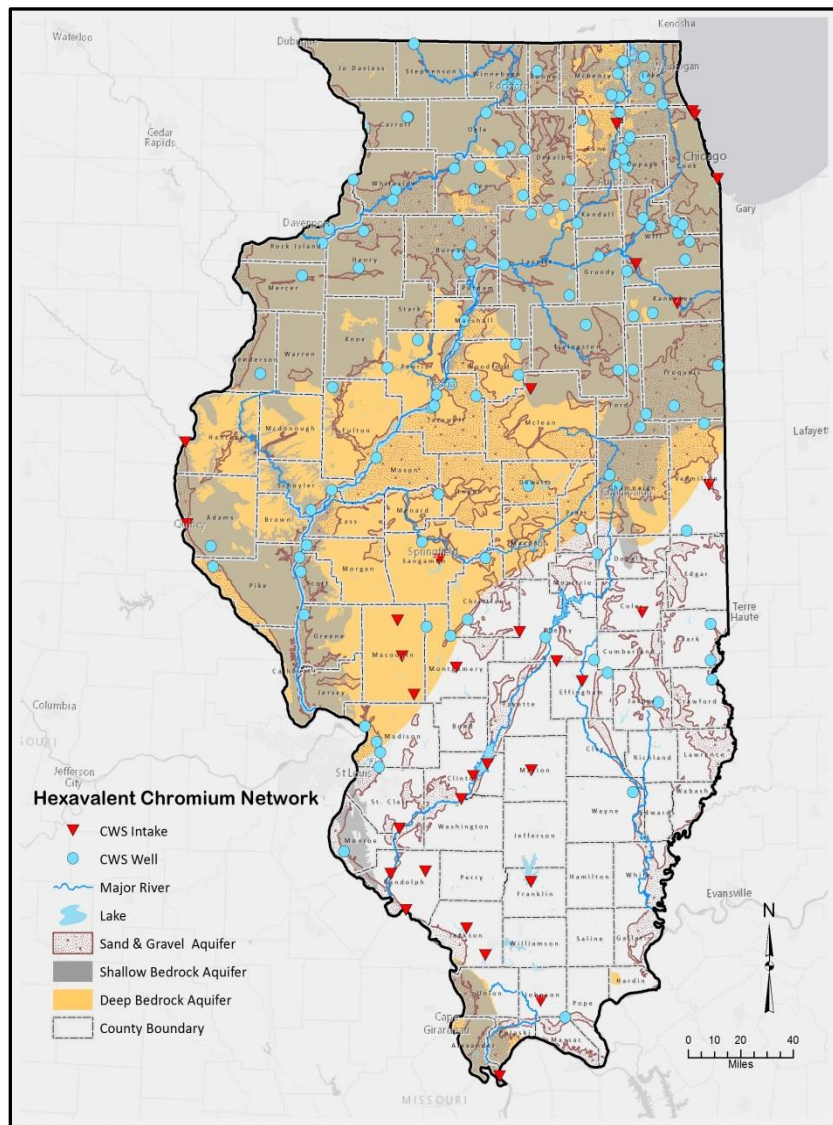 Kenosha
Waterloo
Dubuque
Jo Daviess
Stephenson
Winnebago
Boone
McHenry
Lake
Waukegan
Rockford
Cedar
Rapids
Carroll
Ogle
Dekalb
Kane
Dupage
Cook
Chicago
Whiteside
Lee
Gary
Davenport
Kendall
Will
Rock Island
Henry
Bureau
Lasalle
Grundy
Mercer
Putnam
Kankakee
Stark
Marshall
Knox
Livingston
Henderson
Warren
Peoria
Woodford
Iroquois
Ford
Tazewell
Mclean
Lafayette
Hancock
Mcdonough
Fulton
Mason
Vermilion
Schuyler
Logan
Dewitt
Champaign
Piatt
Adams
Quincy
Brown
Cass
Menard
Macon
Springfield
Sangamon
Douglas
Edgar
Pike
Scott
Morgan
Moultrie
Christian
Coles
Terre
Haute
Greene
Shelby
Clark
Macoupin
Cumberland
Calhoun
Montgomery
Columbia
Jersey
Effingham
Fayette
Jasper
Crawford
Madison
Bond
Clay
Richland
Lawrence
SOURI
Jefferson
City
St Louis
Clinton
Marion
Wabash
St. Clair
Wayne
Edwards
Washington
Jefferson
Monroe
Randolph
Perry
Hamilton
White
Evansville
Franklin
Jackson
Williamson
Saline
Gallatin
Hardin
Union
Johnson
Pope
Cape
Girardeau
Alexander
Pulaski
Massac
MISSOURI
Hexavalent Chromium Network
CWS Intake
CWS Well
Major River
Lake
Sand & Gravel Aquifer
Shallow Bedrock Aquifer
Deep Bedrock Aquifer
County Boundary
N
0 10 20 40
Miles